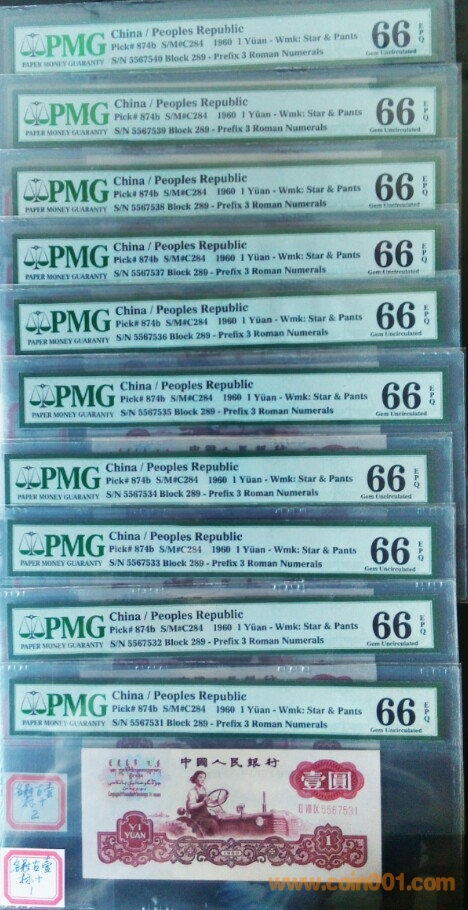 PMG
PAPER MONEY GUARANTY
China / Peoples Republic
Pick# 874b S/M#C284 1960 1 Yüan - Wmk: Star & Pants
S/N 5567540 Block 289 - Prefix 3 Roman Numerals
66 EPQ
Gem Uncirculated
PMG
PAPER MONEY GUARANTY
China / Peoples Republic
Pick# 874b S/M#C284 1960 1 Yüan - Wmk: Star & Pants
S/N 5567539 Block 289 - Prefix 3 Roman Numerals
66 EPQ
Gem Uncirculated
PMG
PAPER MONEY GUARANTY
China / Peoples Republic
Pick# 874b S/M#C284 1960 1 Yüan - Wmk: Star & Pants
S/N 5567538 Block 289 - Prefix 3 Roman Numerals
66 EPQ
Gem Uncirculated
PMG
PAPER MONEY GUARANTY
China / Peoples Republic
Pick# 874b S/M#C284 1960 1 Yüan - Wmk: Star & Pants
S/N 5567537 Block 289 - Prefix 3 Roman Numerals
66 EPQ
Gem Uncirculated
PMG
PAPER MONEY GUARANTY
China / Peoples Republic
Pick# 874b S/M#C284 1960 1 Yüan - Wmk: Star & Pants
S/N 5567536 Block 289 - Prefix 3 Roman Numerals
66 EPQ
Gem Uncirculated
PMG
PAPER MONEY GUARANTY
China / Peoples Republic
Pick# 874b S/M#C284 1960 1 Yüan - Wmk: Star & Pants
S/N 5567535 Block 289 - Prefix 3 Roman Numerals
66 EPQ
Gem Uncirculated
PMG
PAPER MONEY GUARANTY
China / Peoples Republic
Pick# 874b S/M#C284 1960 1 Yüan - Wmk: Star & Pants
S/N 5567534 Block 289 - Prefix 3 Roman Numerals
66 EPQ
Gem Uncirculated
PMG
PAPER MONEY GUARANTY
China / Peoples Republic
Pick# 874b S/M#C284 1960 1 Yüan - Wmk: Star & Pants
S/N 5567533 Block 289 - Prefix 3 Roman Numerals
66 EPQ
Gem Uncirculated
PMG
PAPER MONEY GUARANTY
China / Peoples Republic
Pick# 874b S/M#C284 1960 1 Yüan - Wmk: Star & Pants
S/N 5567532 Block 289 - Prefix 3 Roman Numerals
66 EPQ
Gem Uncirculated
PMG
PAPER MONEY GUARANTY
China / Peoples Republic
Pick# 874b S/M#C284 1960 1 Yüan - Wmk: Star & Pants
S/N 5567531 Block 289 - Prefix 3 Roman Numerals
66 EPQ
Gem Uncirculated
中國人民銀行
壹圓
5567531
YUAN
1
1960
2
1
www.coin001.com